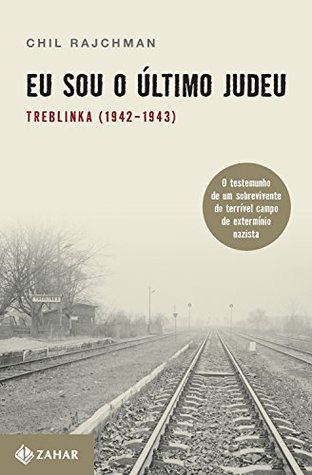 CHIL RAJCHMAN
EU SOU O ÚLTIMO JUDEU
TREBLINKA (1942-1943)
O testemunho
de um sobrevivente
do terrível campo
de extermínio
nazista
TREBLINKA
ZAHAR